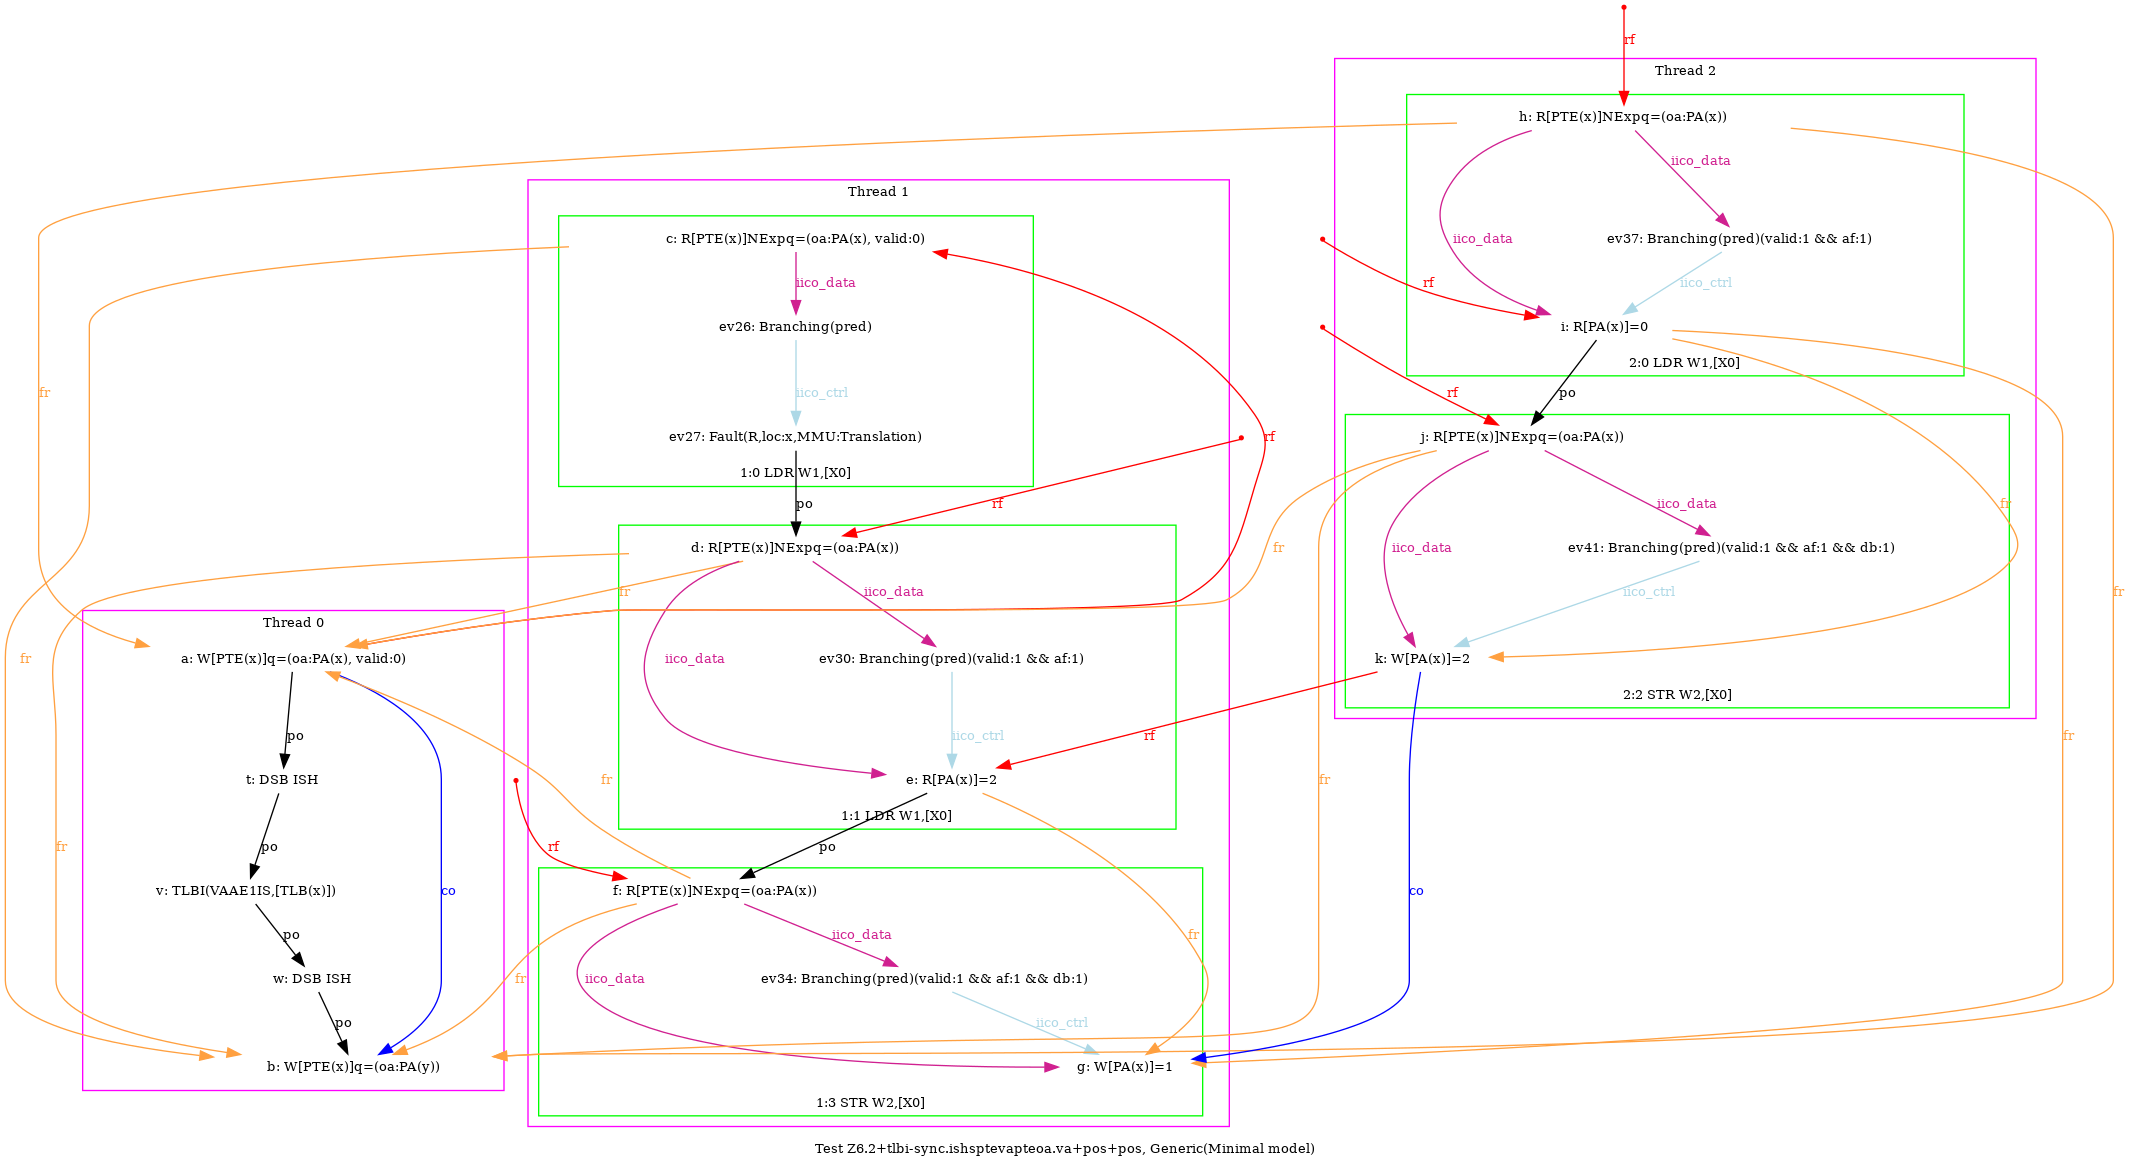 rf
Thread 2
h: R[PTE(x)]NExpq=(oa:PA(x))
iico_data
Thread 1
c: R[PTE(x)]NExpq=(oa:PA(x), valid:0)
iico_data
ev37: Branching(pred)(valid:1 && af:1)
iico_data
rf
iico_ctrl
ev26: Branching(pred)
i: R[PA(x)]=0
2:0 LDR W1,[X0]
fr
iico_ctrl
rf
po
ev27: Fault(R,loc:x,MMU:Translation)
rf
j: R[PTE(x)]NExpq=(oa:PA(x))
1:0 LDR W1,[X0]
po
rf
iico_data
fr
d: R[PTE(x)]NExpq=(oa:PA(x))
fr
iico_data
ev41: Branching(pred)(valid:1 && af:1 && db:1)
fr
fr
iico_data
iico_ctrl
Thread 0
a: W[PTE(x)]q=(oa:PA(x), valid:0)
fr
iico_data
ev30: Branching(pred)(valid:1 && af:1)
k: W[PA(x)]=2
2:2 STR W2,[X0]
po
iico_ctrl
rf
fr
t: DSB ISH
fr
e: R[PA(x)]=2
fr
1:1 LDR W1,[X0]
fr
po
rf
po
v: TLBI(VAAE1IS,[TLB(x)])
co
f: R[PTE(x)]NExpq=(oa:PA(x))
co
po
iico_data
fr
w: DSB ISH
fr
iico_data
ev34: Branching(pred)(valid:1 && af:1 && db:1)
po
iico_ctrl
b: W[PTE(x)]q=(oa:PA(y))
g: W[PA(x)]=1
1:3 STR W2,[X0]
Test Z6.2+tlbi-sync.ishsptevapteoa.va+pos+pos, Generic(Minimal model)